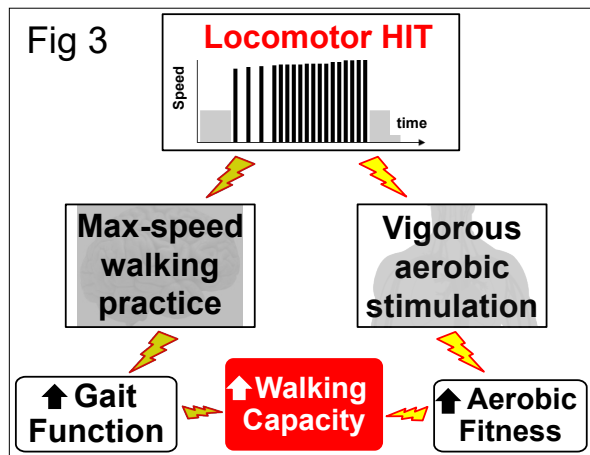 Fig 3
Locomotor HIT
Speed
time
Max-speed
walking
practice
Vigorous
aerobic
stimulation
Gait
Function
Walking
Capacity
Aerobic
Fitness